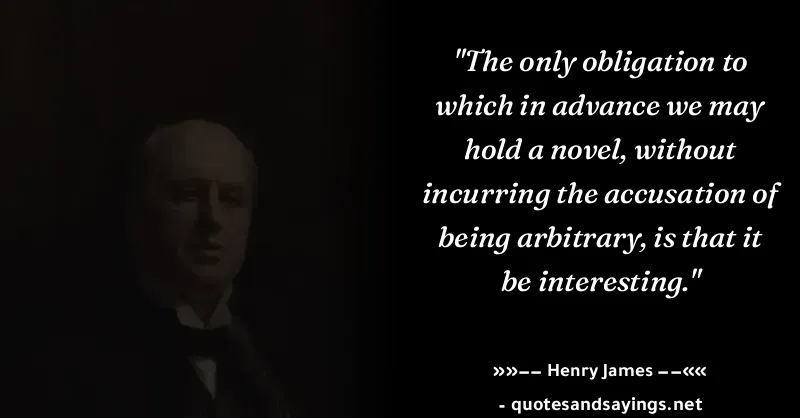 "The only obligation to
which in advance we may
hold a novel, without
incurring the accusation of
being arbitrary, is that it
be interesting."
»»–– Henry James ––««
- quotesandsayings.net